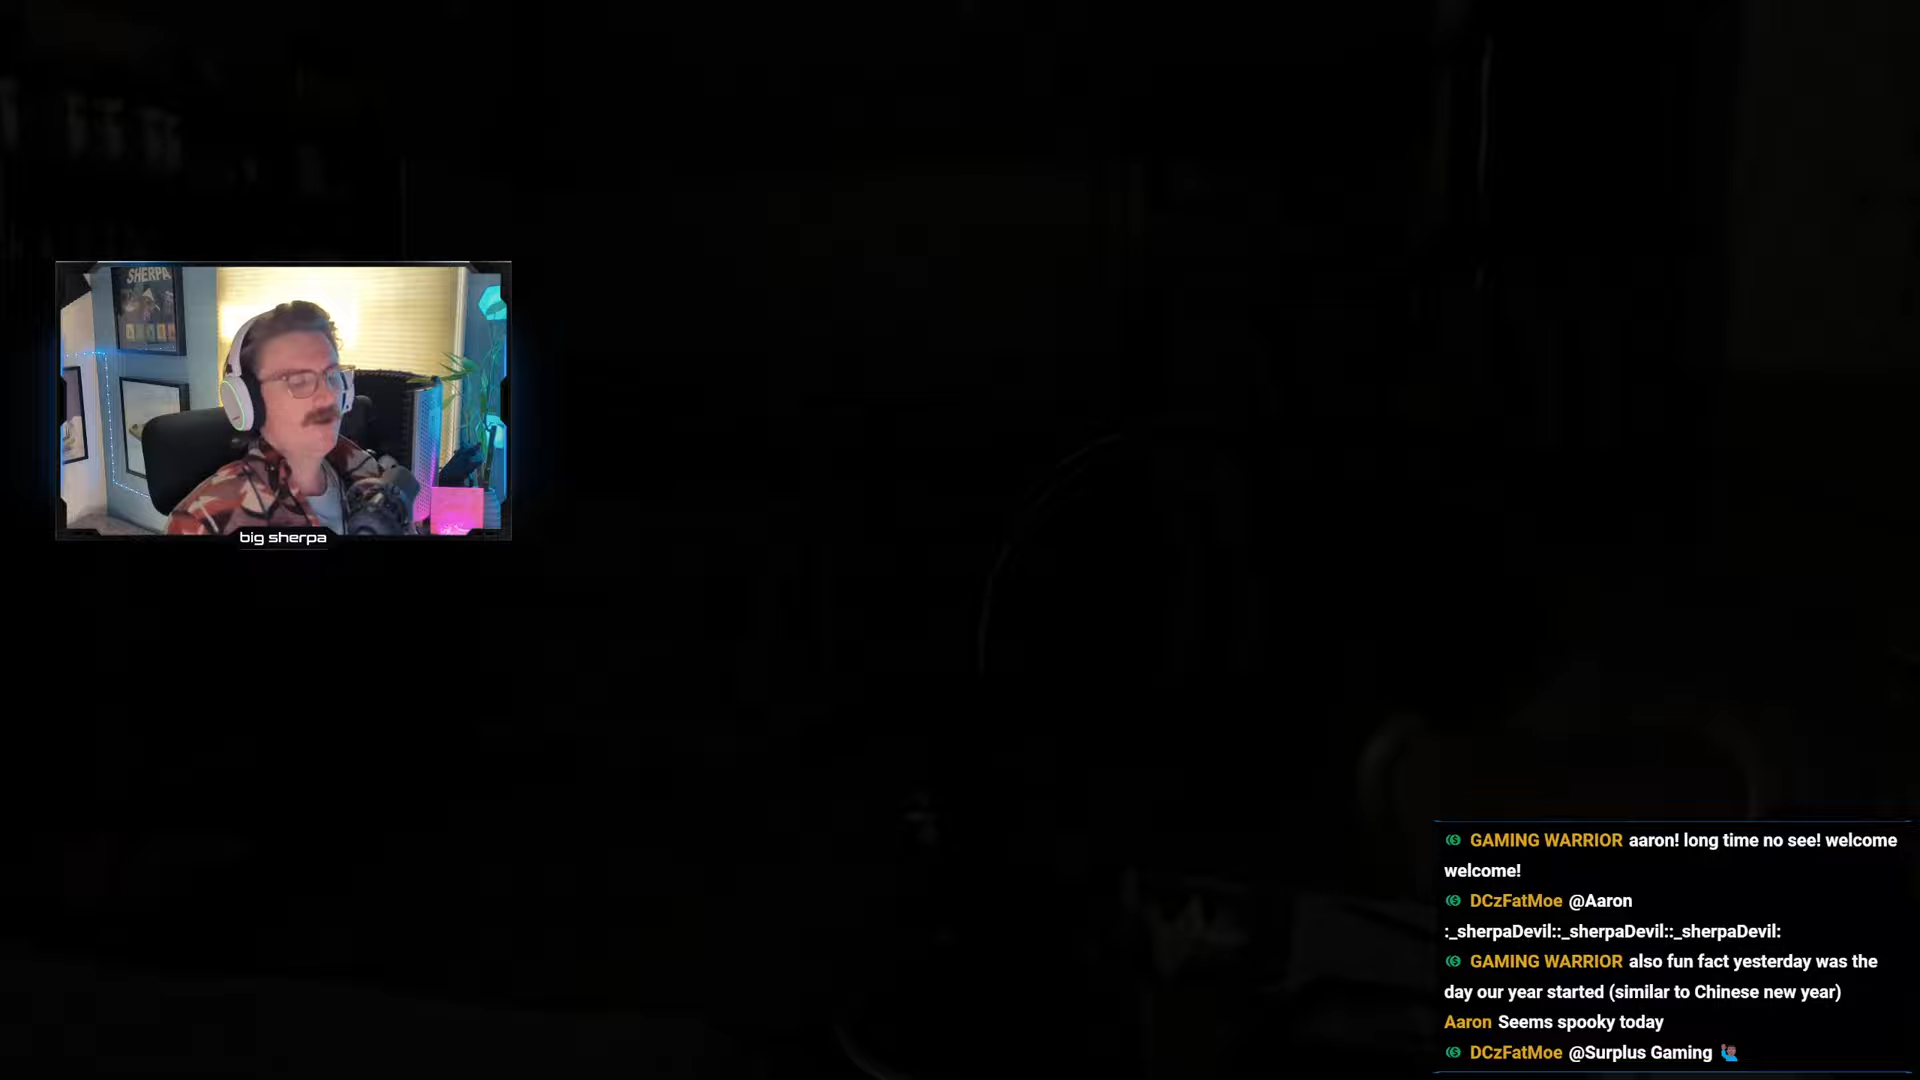 SHERPA
big sherpa
GAMING WARRIOR aaron! long time no see! welcome
welcome!
DCzFatMoe @Aaron
:_sherpaDevil::_sherpaDevil::_sherpaDevil:
GAMING WARRIOR also fun fact yesterday was the
day our year started (similar to Chinese new year)
Aaron Seems spooky today
DCzFatMoe @Surplus Gaming 🙋🏾‍♂️